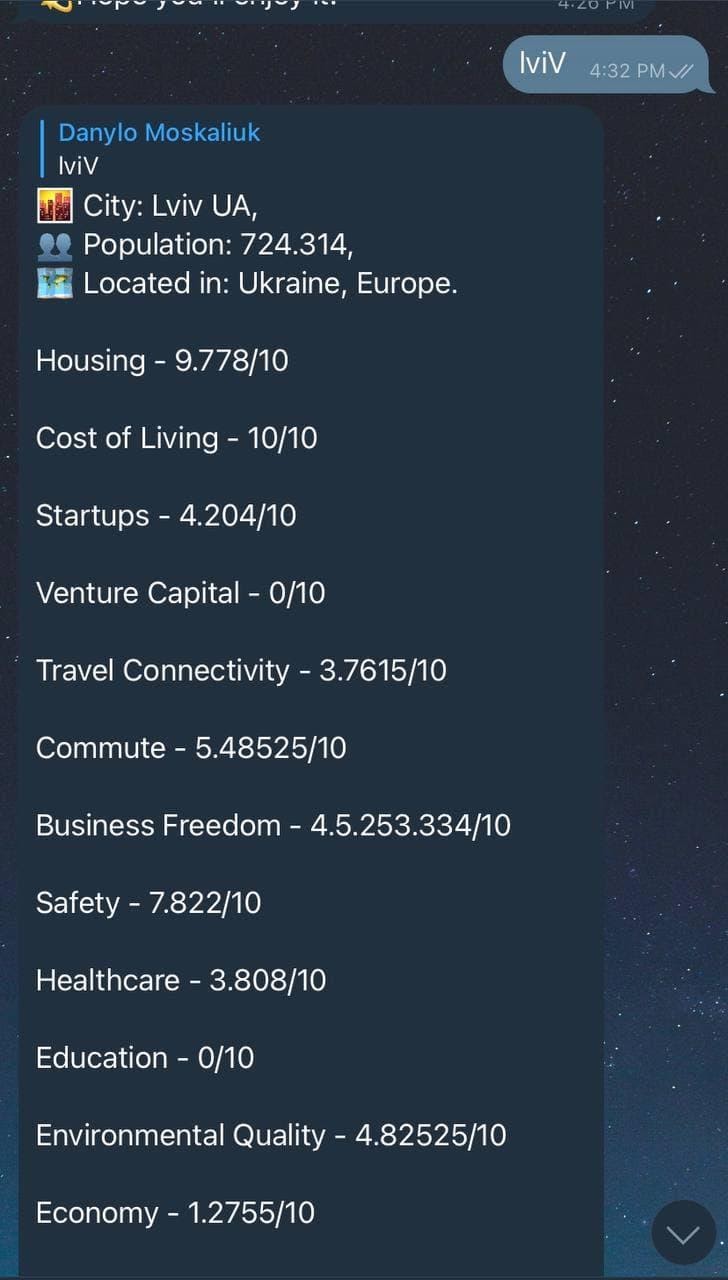 Hope you'll enjoy it!
4:26 PM
lviV 4:32 PM
Danylo Moskaliuk
lviV
City: Lviv UA,
Population: 724.314,
Located in: Ukraine, Europe.
Housing - 9.778/10
Cost of Living - 10/10
Startups - 4.204/10
Venture Capital - 0/10
Travel Connectivity - 3.7615/10
Commute - 5.48525/10
Business Freedom - 4.5.253.334/10
Safety - 7.822/10
Healthcare - 3.808/10
Education - 0/10
Environmental Quality - 4.82525/10
Economy - 1.2755/10